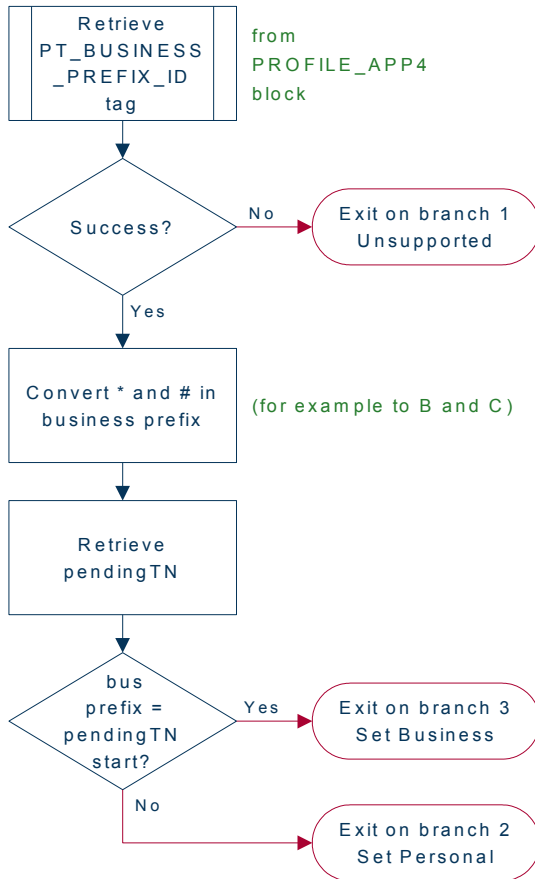 Retrieve
PT_BUSINESS
_PREFIX_ID
tag
from
PROFILE_APP4
block
Success?
No
Exit on branch 1
Unsupported
Yes
Convert * and # in
business prefix
(for example to B and C)
Retrieve
pendingTN
bus
prefix =
pendingTN
start?
Yes
Exit on branch 3
Set Business
No
Exit on branch 2
Set Personal